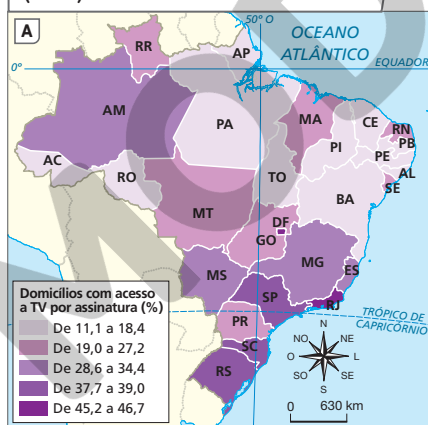 A
50° O
OCEANO
ATLÂNTICO
EQUADOR
0°
RR
AP
AM
PA
MA
CE
RN
PB
PI
PE
AC
AL
TO
SE
RO
BA
MT
DF
GO
MG
MS
ES
SP
RJ
TRÓPICO DE
CAPRICÓRNIO
PR
SC
RS
Domicílios com acesso
a TV por assinatura (%)
De 11,1 a 18,4
De 19,0 a 27,2
De 28,6 a 34,4
De 37,7 a 39,0
De 45,2 a 46,7
N
NO NE
O L
SO SE
S
0 630 km